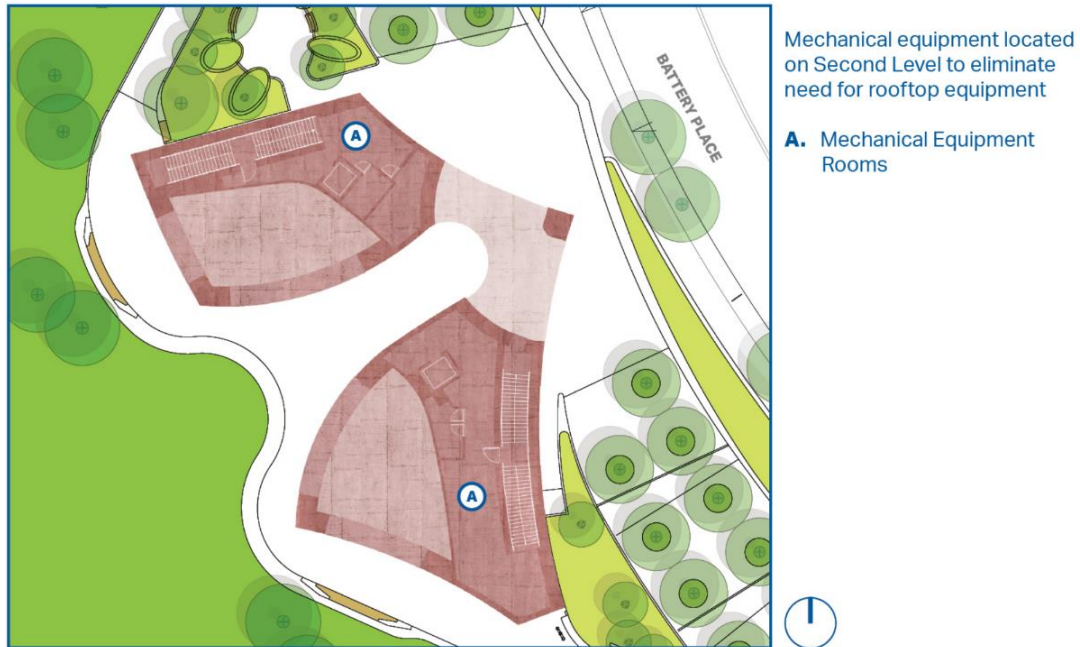 BATTERY PLACE
Mechanical equipment located
on Second Level to eliminate
need for rooftop equipment
A. Mechanical Equipment
Rooms
A
A